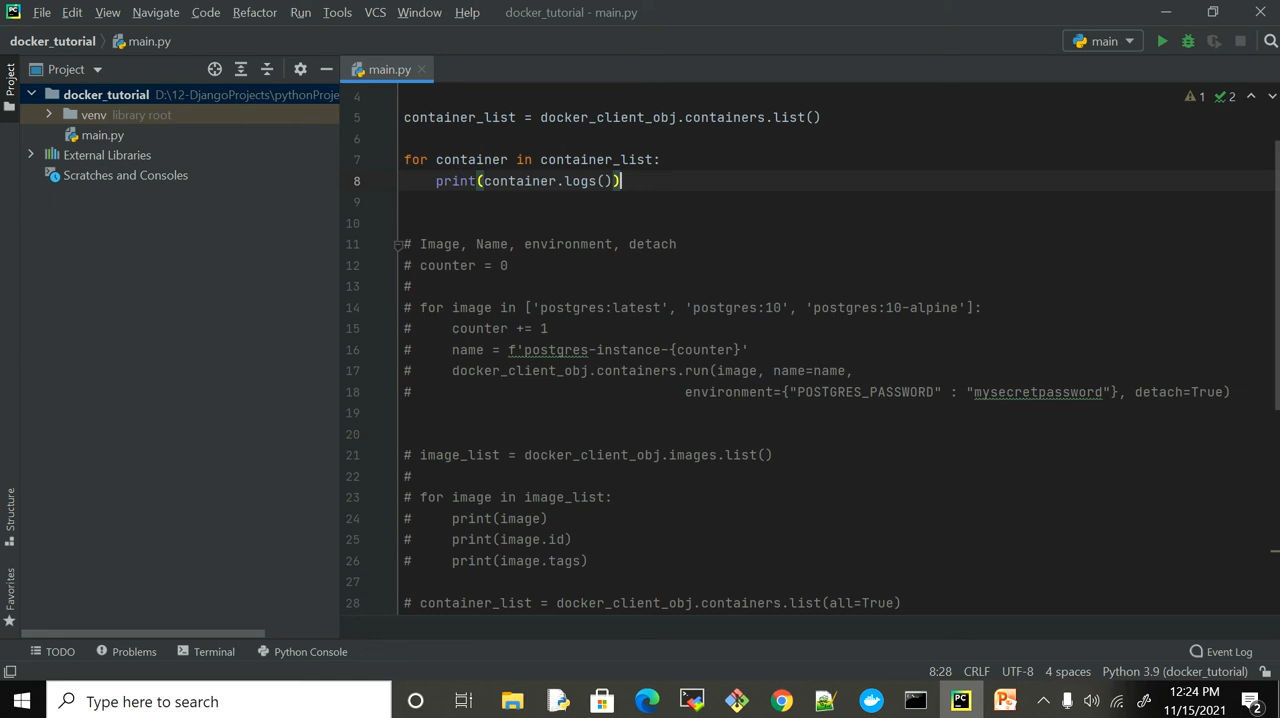 File Edit View Navigate Code Refactor Run Tools VCS Window Help docker_tutorial - main.py
docker_tutorial main.py main
Project main.py
docker_tutorial D:\12-DjangoProjects\pythonProje
venv library root
main.py
External Libraries
Scratches and Consoles
Project
Structure
Favorites
1 2
4
5 container_list = docker_client_obj.containers.list()
6
7 for container in container_list:
8 print(container.logs())
9
10
11 # Image, Name, environment, detach
12 # counter = 0
13 #
14 # for image in ['postgres:latest', 'postgres:10', 'postgres:10-alpine']:
15 # counter += 1
16 # name = f'postgres-instance-{counter}'
17 # docker_client_obj.containers.run(image, name=name,
18 # environment={"POSTGRES_PASSWORD" : "mysecretpassword"}, detach=True)
19
20
21 # image_list = docker_client_obj.images.list()
22 #
23 # for image in image_list:
24 # print(image)
25 # print(image.id)
26 # print(image.tags)
27
28 # container_list = docker_client_obj.containers.list(all=True)
TODO Problems Terminal Python Console Event Log
8:28 CRLF UTF-8 4 spaces Python 3.9 (docker_tutorial)
Type here to search
12:24 PM
11/15/2021
2